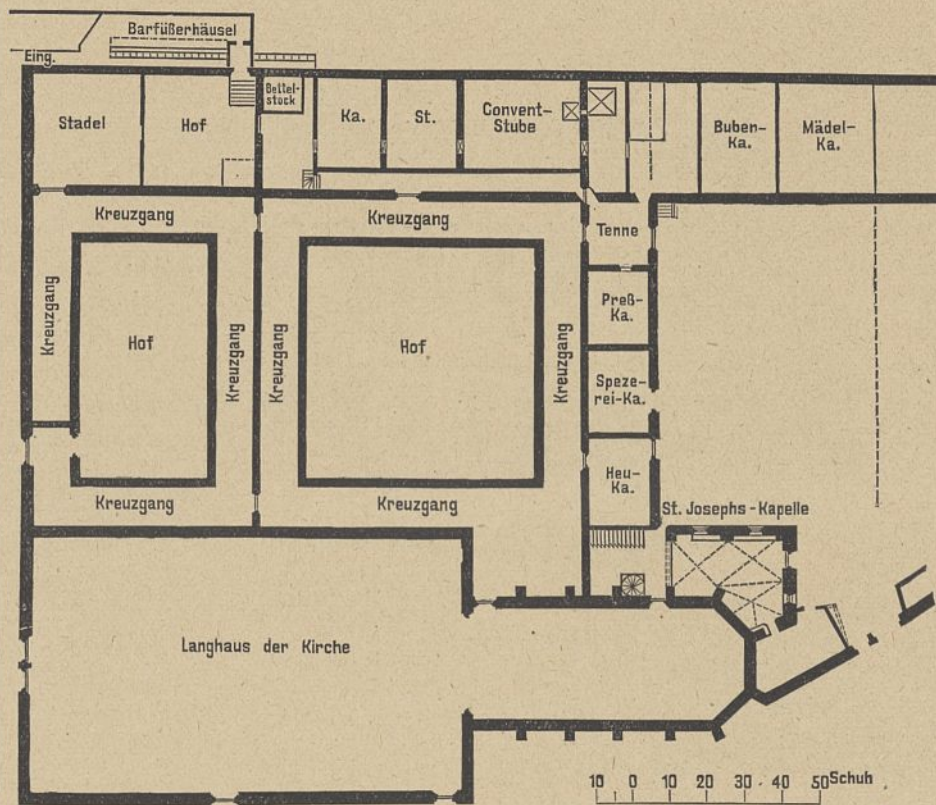 Barfüßerhäusel
Eing.
Stadel
Hof
Bettel-
stock
Ka.
St.
Convent-
Stube
Buben-
Ka.
Mädel-
Ka.
Kreuzgang
Kreuzgang
Tenne
Kreuzgang
Hof
Kreuzgang
Kreuzgang
Hof
Kreuzgang
Preß-
Ka.
Speze-
rei-Ka.
Heu-
Ka.
Kreuzgang
Kreuzgang
St. Josephs-Kapelle
Langhaus der Kirche
10 0 10 20 30 40 50 Schuh